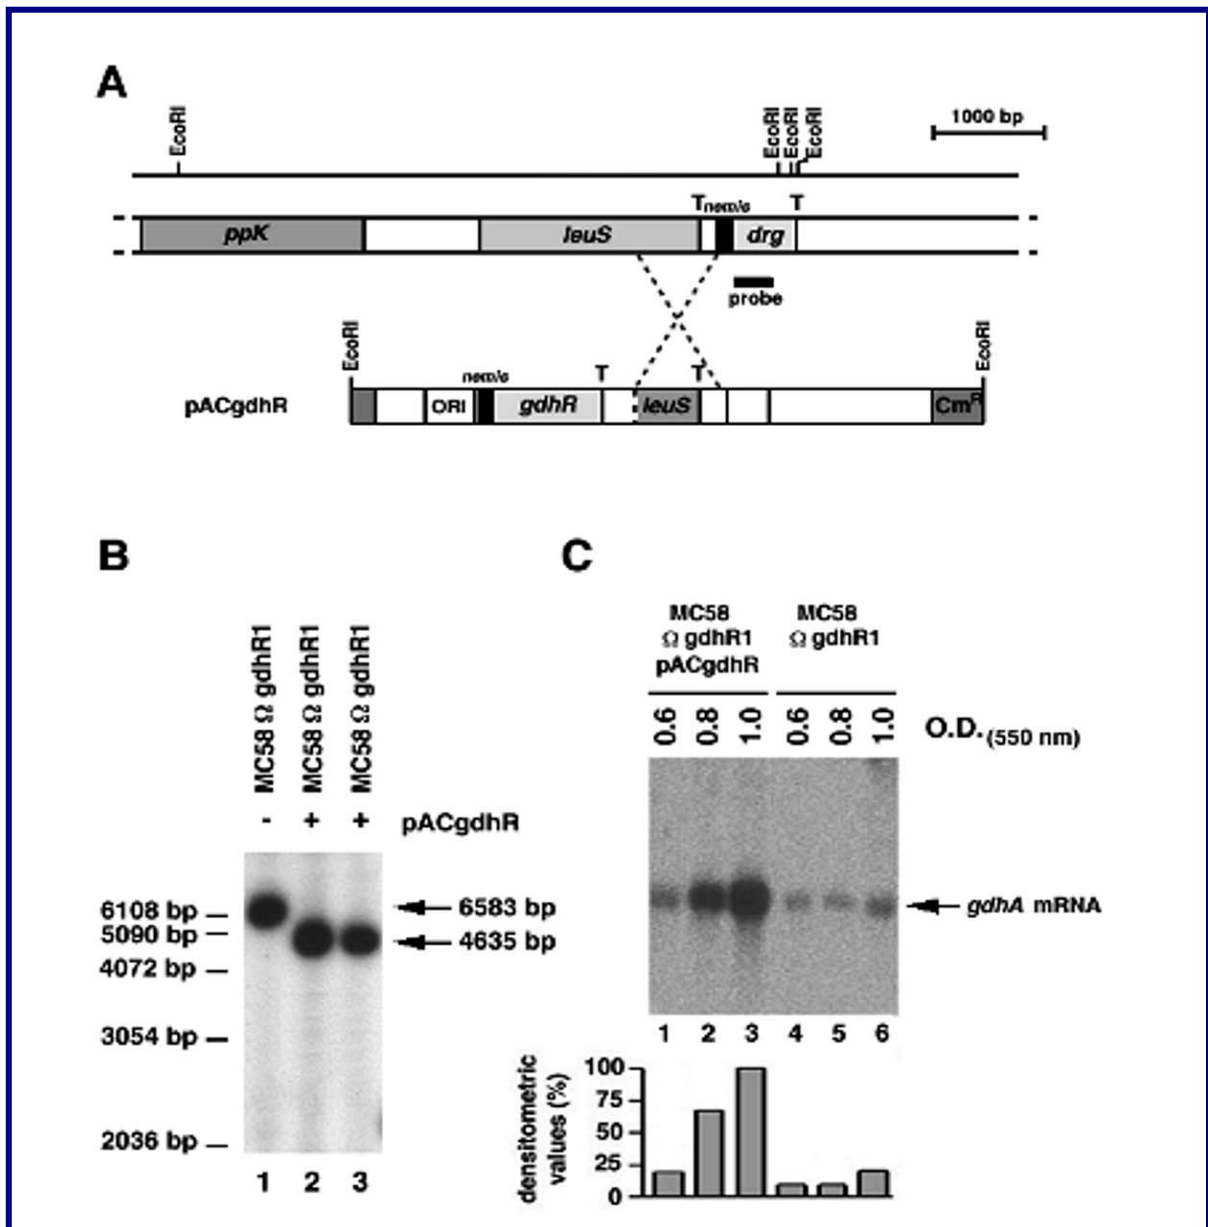 A
EcoRI
EcoRI
EcoRI
EcoRI
1000 bp
T nemis T
ppK leuS drg
probe
EcoRI
EcoRI
nemis T T
pACgdhR
ORI gdhR leuS CmR
B
C
MC58 Ω gdhR1
MC58 Ω gdhR1
MC58 Ω gdhR1
- + + pACgdhR
6108 bp
5090 bp
4072 bp
3054 bp
2036 bp
6583 bp
4635 bp
1 2 3
MC58
Ω gdhR1
pACgdhR
MC58
Ω gdhR1
0.6 0.8 1.0 0.6 0.8 1.0 O.D. (550 nm)
gdhA mRNA
1 2 3 4 5 6
densitometric
values (%)
100
75
50
25
0